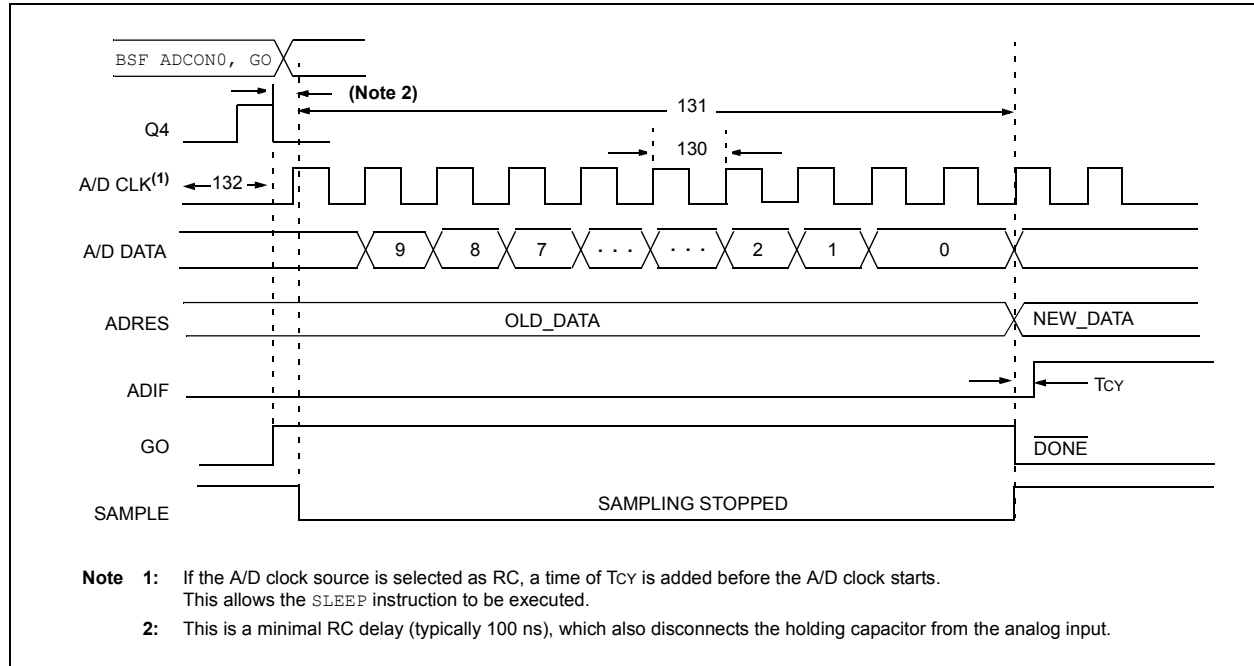 BSF ADCON0, GO
(Note 2)
131
Q4
130
A/D CLK(1)
132
A/D DATA
9 8 7 . . . . . . 2 1 0
ADRES
OLD_DATA
NEW_DATA
ADIF
TCY
GO
DONE
SAMPLE
SAMPLING STOPPED
Note 1: If the A/D clock source is selected as RC, a time of TCY is added before the A/D clock starts.
This allows the SLEEP instruction to be executed.
2: This is a minimal RC delay (typically 100 ns), which also disconnects the holding capacitor from the analog input.